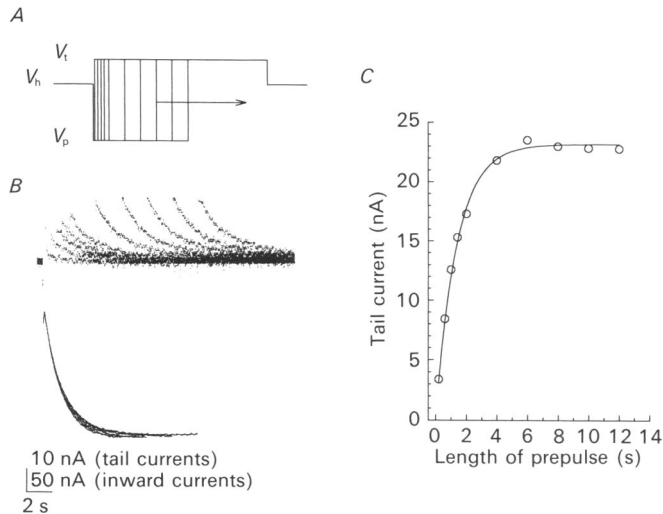 A
Vt
Vh
Vp
B
10 nA (tail currents)
50 nA (inward currents)
2 s
C
25
20
15
10
5
0
Tail current (nA)
0 2 4 6 8 10 12 14
Length of prepulse (s)